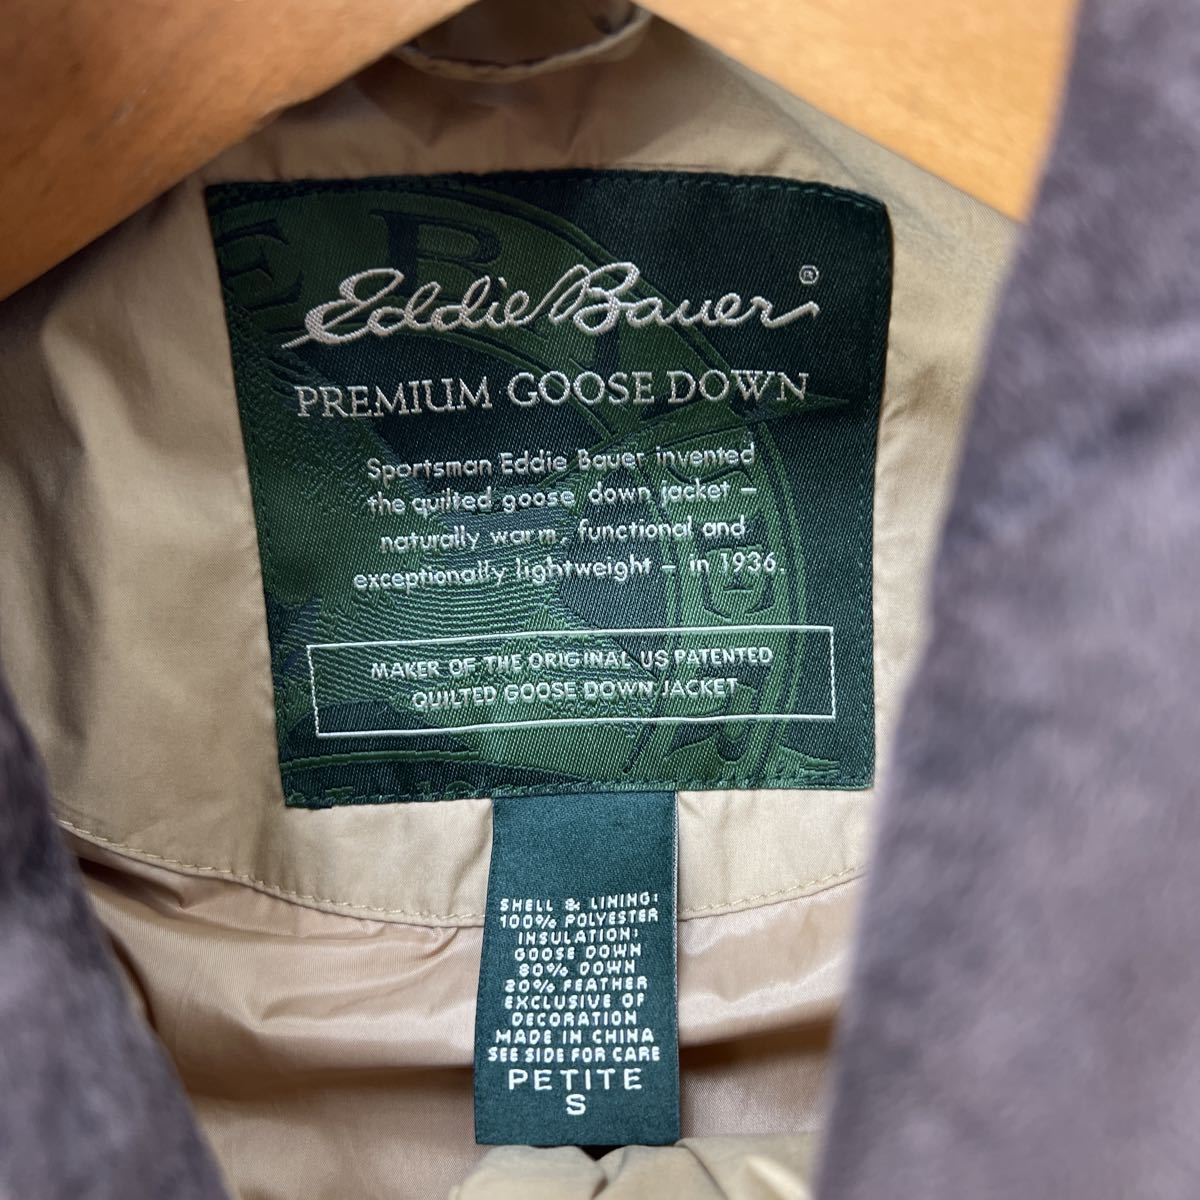 Eddie Bauer®
PREMIUM GOOSE DOWN
Sportsman Eddie Bauer invented
the quilted goose down jacket –
naturally warm, functional and
exceptionally lightweight – in 1936.
MAKER OF THE ORIGINAL US PATENTED
QUILTED GOOSE DOWN JACKET
SHELL & LINING:
100% POLYESTER
INSULATION:
GOOSE DOWN
80% DOWN
20% FEATHER
EXCLUSIVE OF
DECORATION
MADE IN CHINA
SEE SIDE FOR CARE
PETITE
S